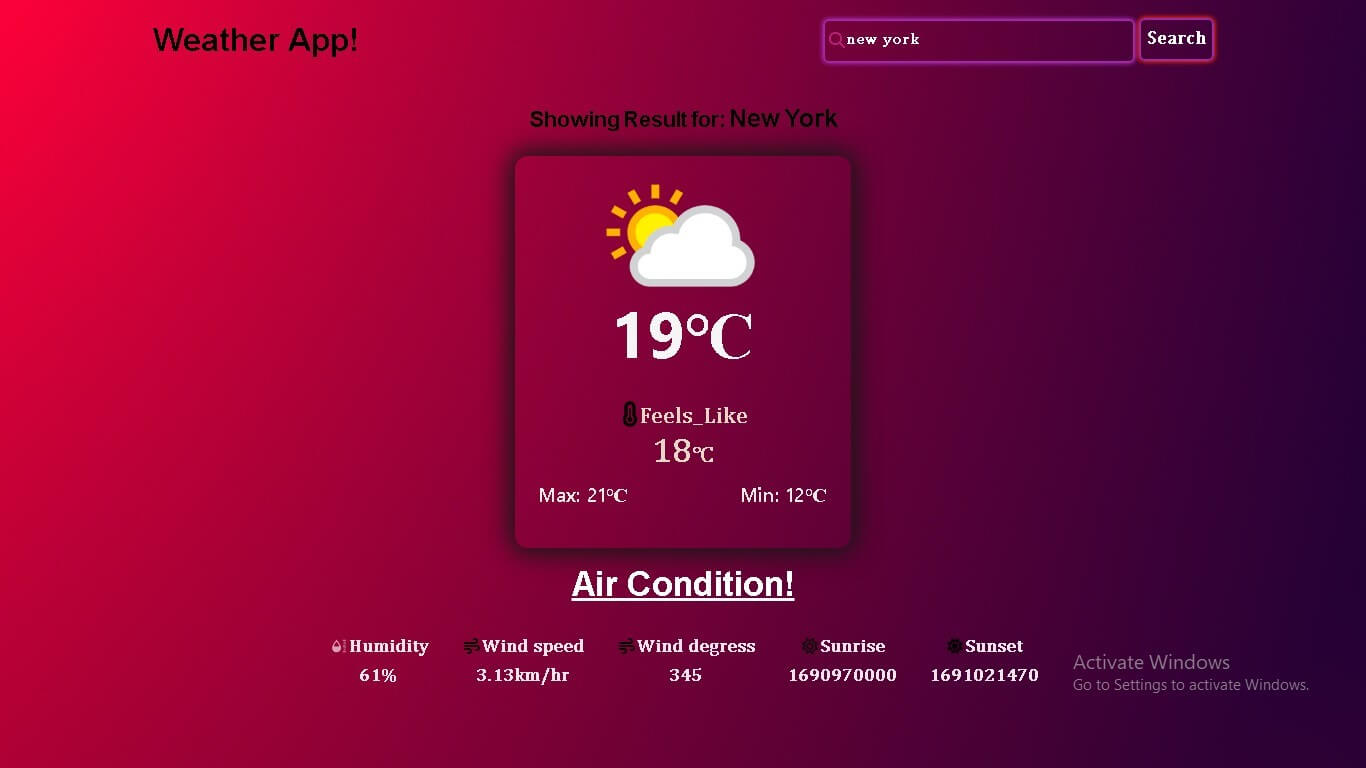 Weather App!
new york
Search
Showing Result for: New York
19°C
Feels_Like
18°C
Max: 21°C
Min: 12°C
Air Condition!
Humidity
Wind speed
Wind degress
Sunrise
Sunset
61%
3.13km/hr
345
1690970000
1691021470
Activate Windows
Go to Settings to activate Windows.